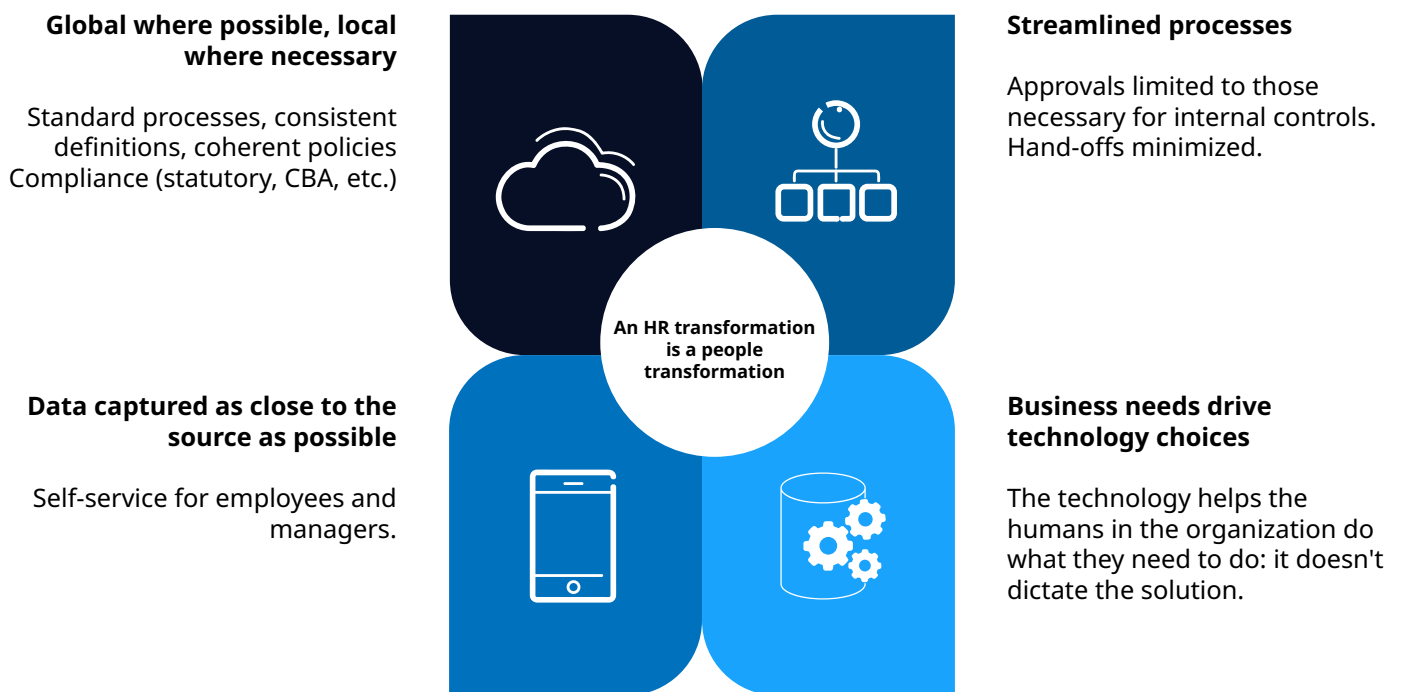 Global where possible, local
where necessary
Standard processes, consistent
definitions, coherent policies
Compliance (statutory, CBA, etc.)
Streamlined processes
Approvals limited to those
necessary for internal controls.
Hand-offs minimized.
An HR transformation
is a people
transformation
Data captured as close to the
source as possible
Self-service for employees and
managers.
Business needs drive
technology choices
The technology helps the
humans in the organization do
what they need to do: it doesn't
dictate the solution.